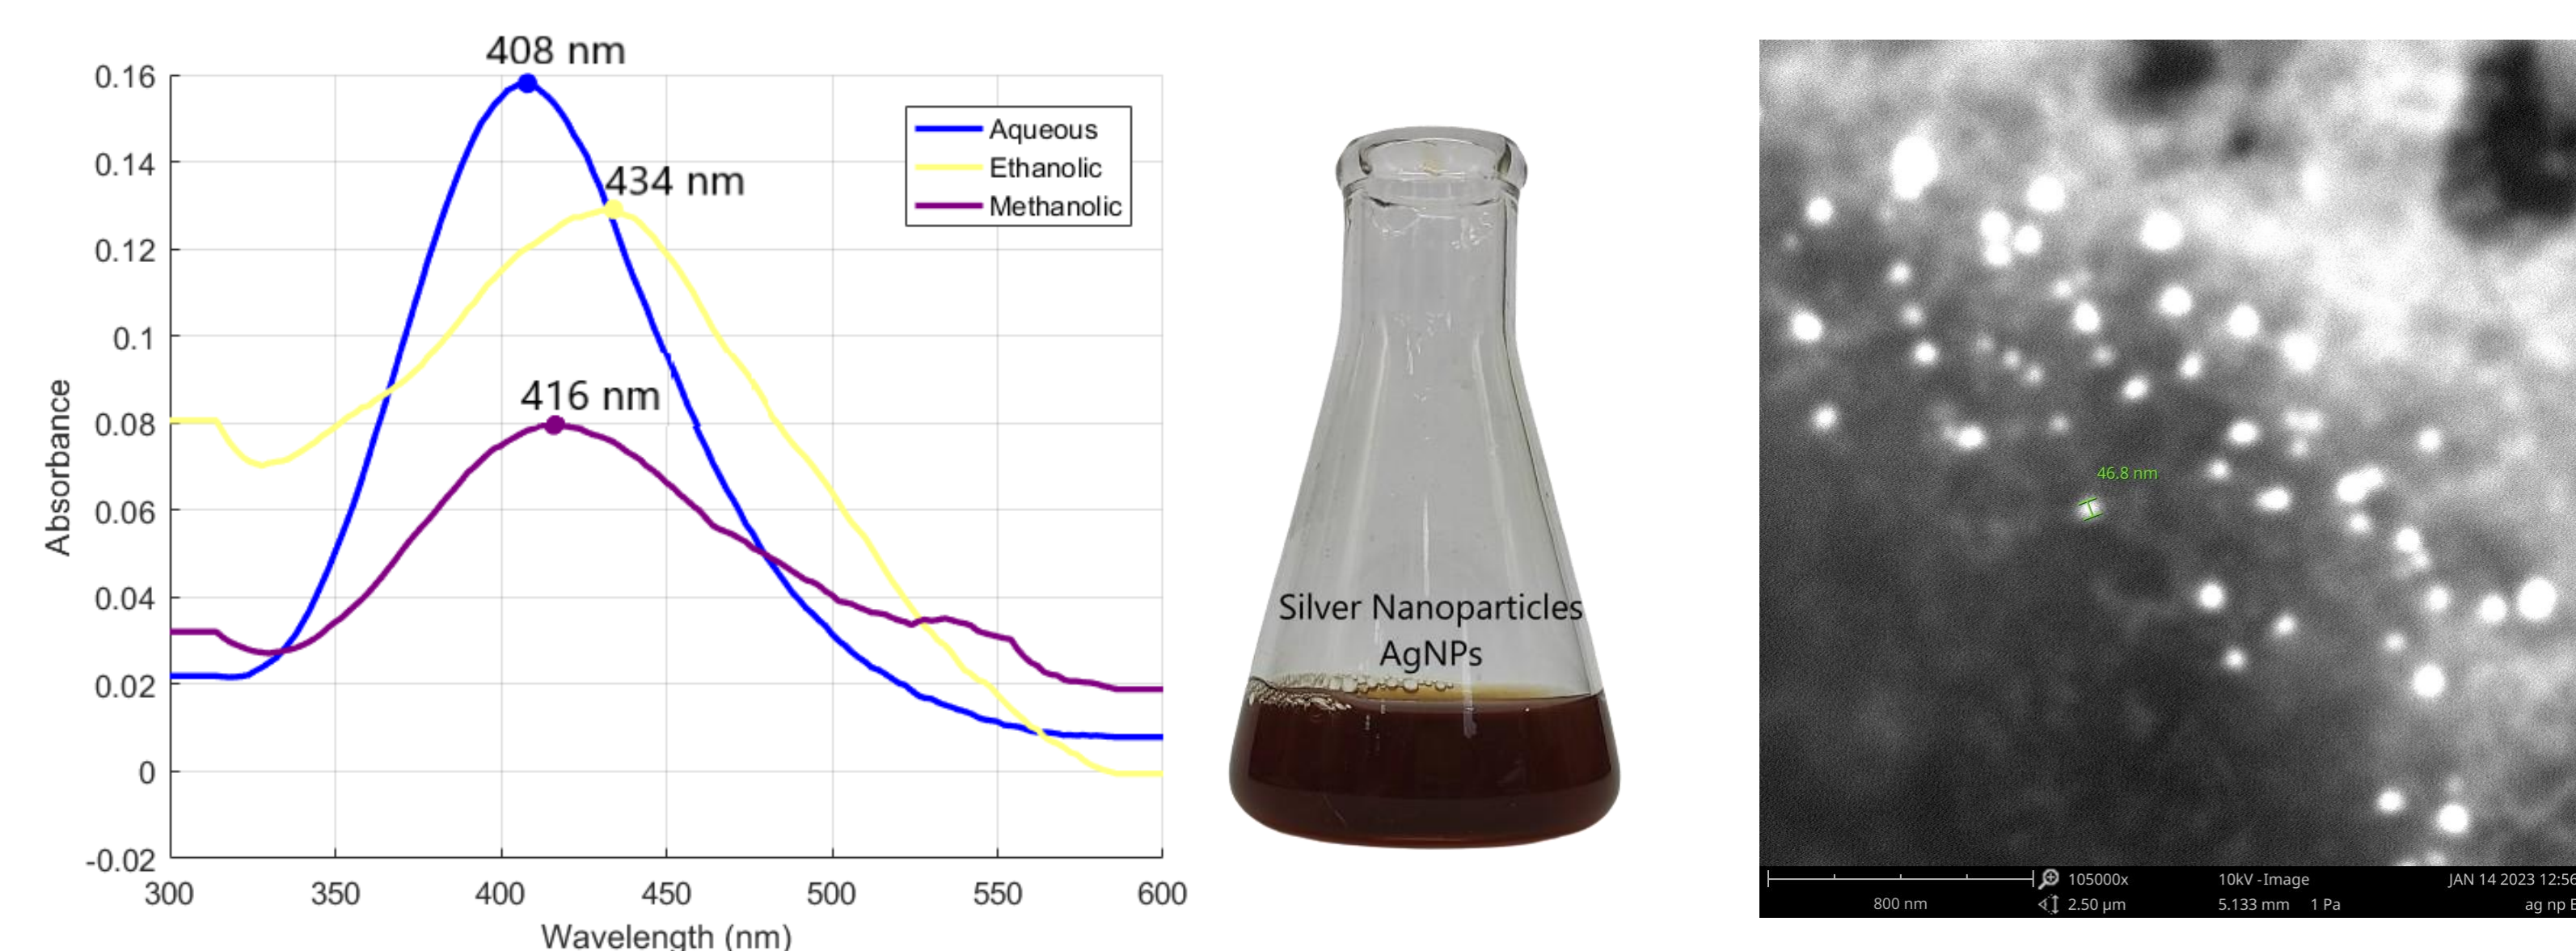 408 nm
434 nm
416 nm
Aqueous
Ethanolic
Methanolic
0.16
0.14
0.12
0.1
0.08
0.06
0.04
0.02
0
-0.02
Absorbance
300 350 400 450 500 550 600
Wavelength (nm)
Silver Nanoparticles
AgNPs
46.8 nm
800 nm
105000x 10kV - Image JAN 14 2023 12:56
2.50 µm 5.133 mm 1 Pa ag np E